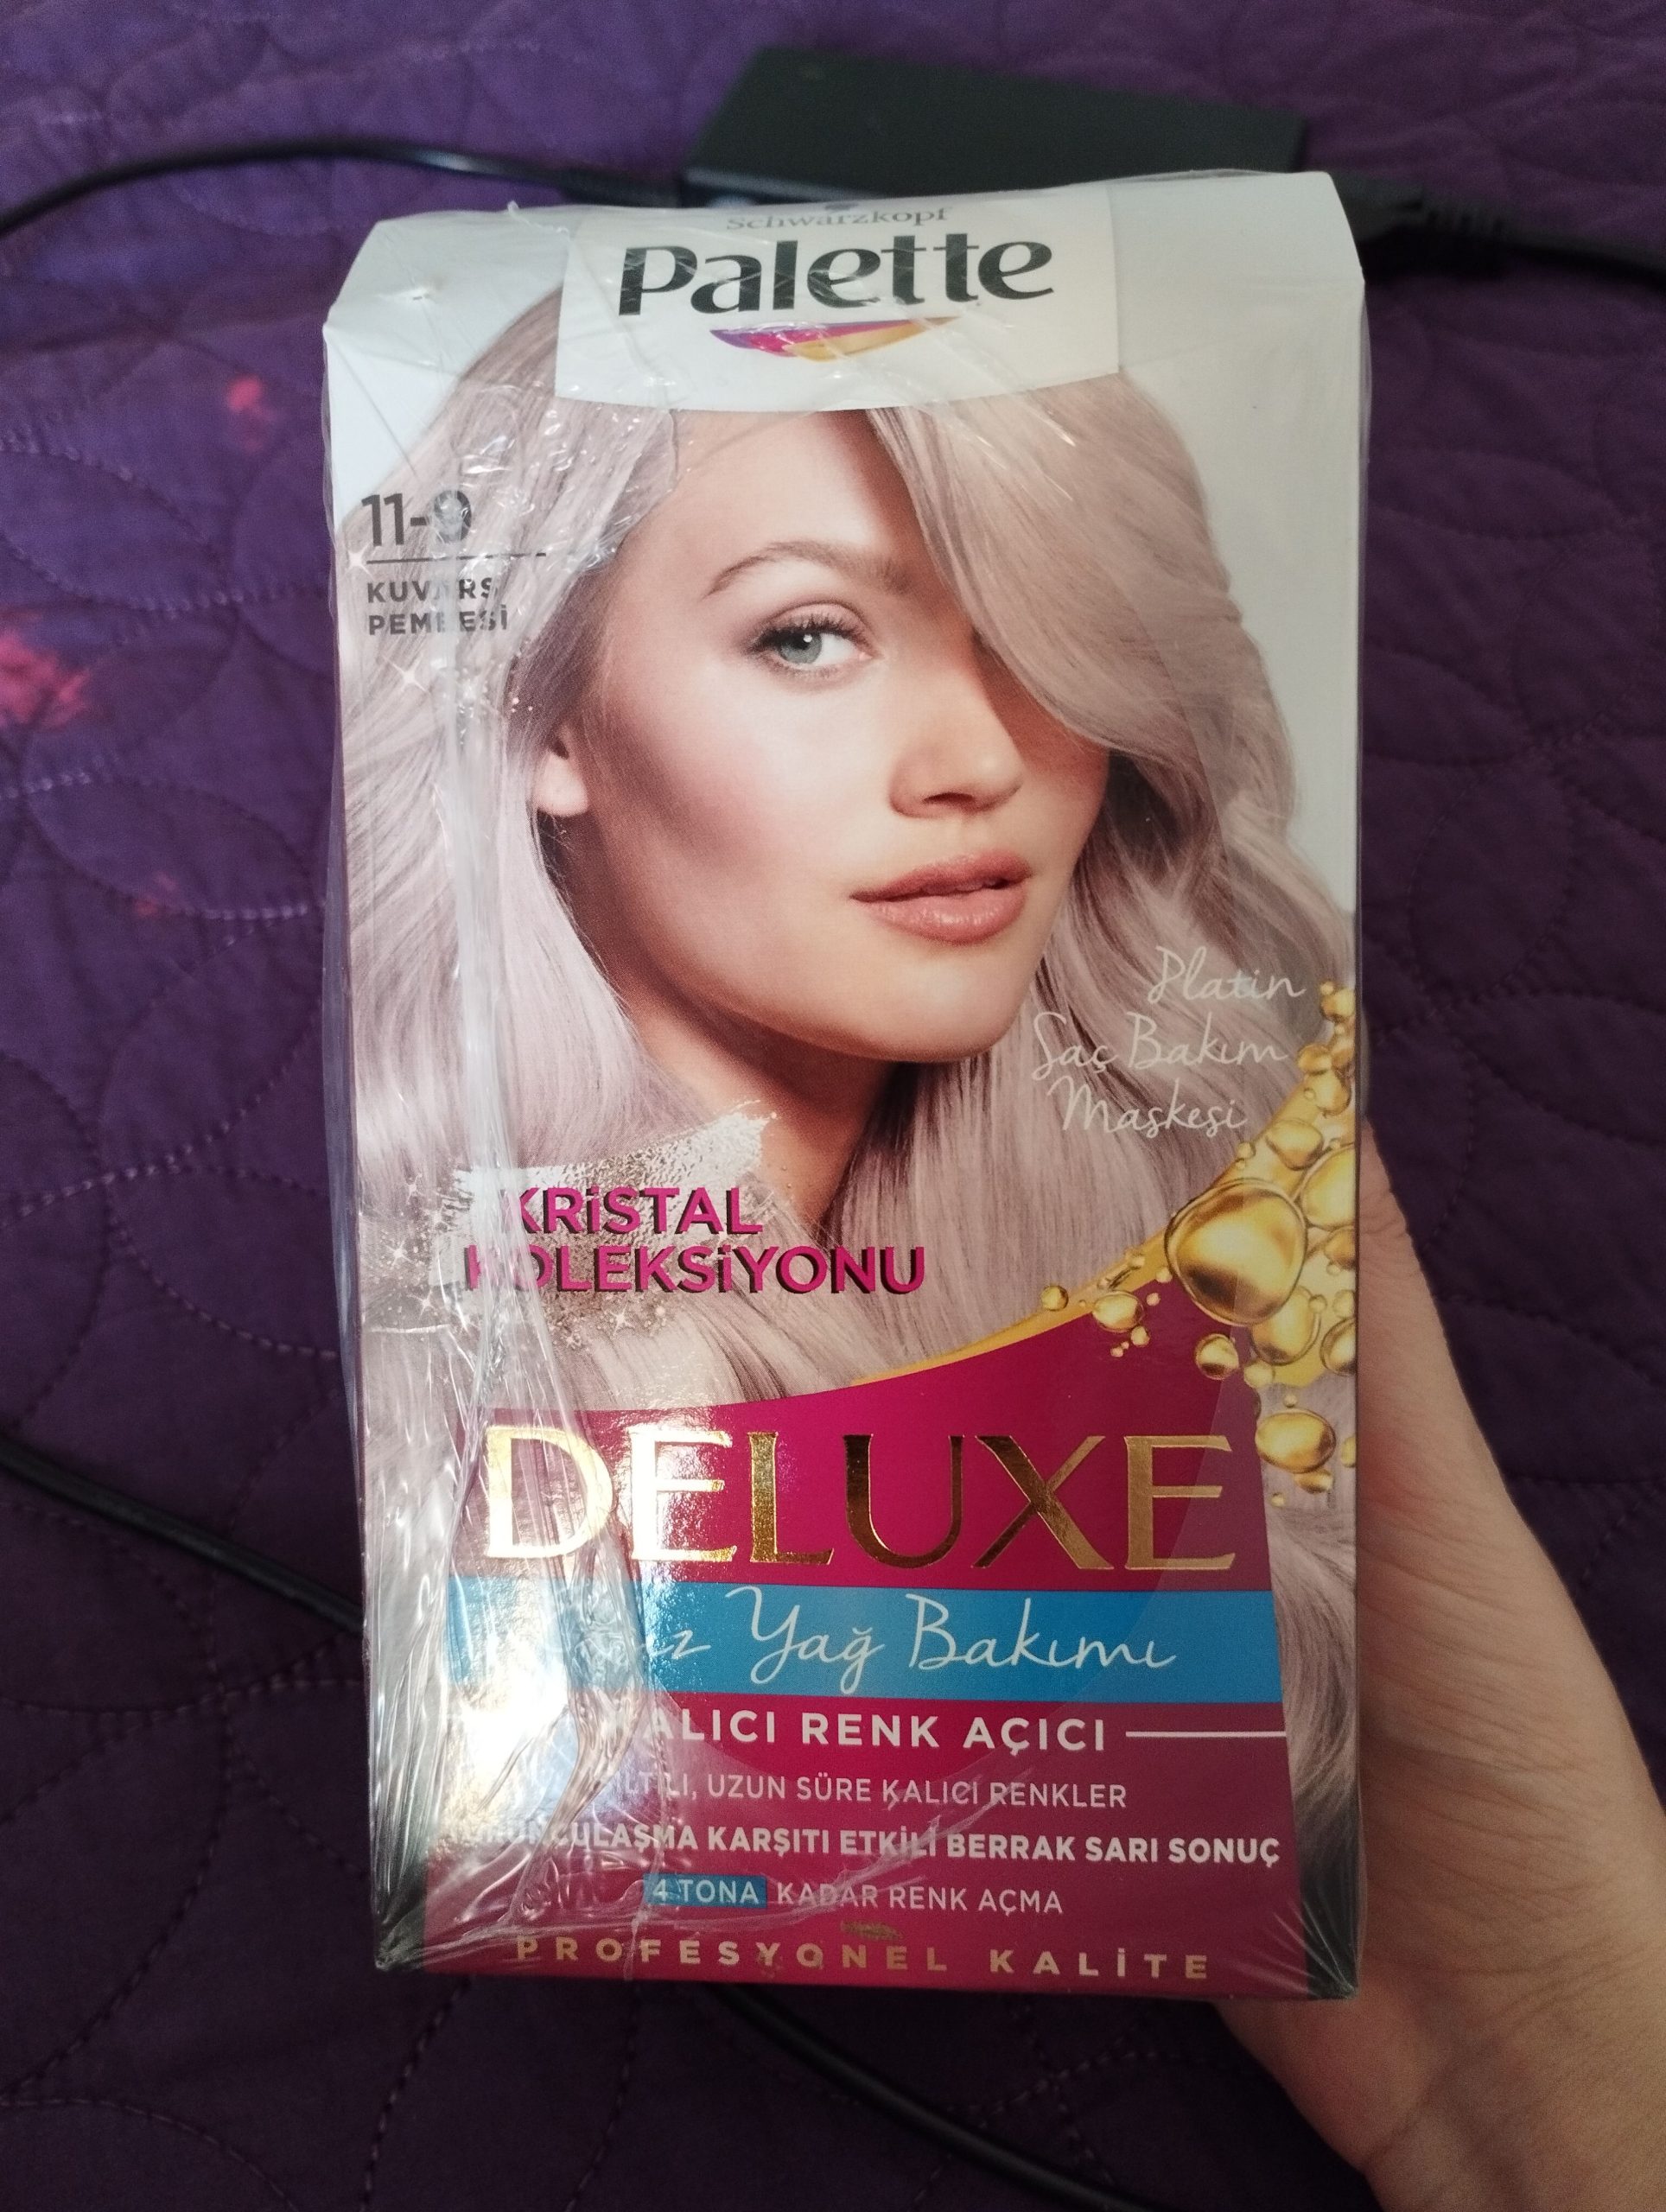 Schwarzkopf
Palette
11-9
KUVARS
PEMBESİ
Platin
Saç Bakım
Maskesi
KRİSTAL
KOLEKSİYONU
DELUXE
Yağ Bakımı
KALICI RENK AÇICI
UZUN SÜRE KALICI RENKLER
KARŞITI ETKİLİ BERRAK SARI SONUÇ
4 TONA KADAR RENK AÇMA
PROFESYONEL KALİTE